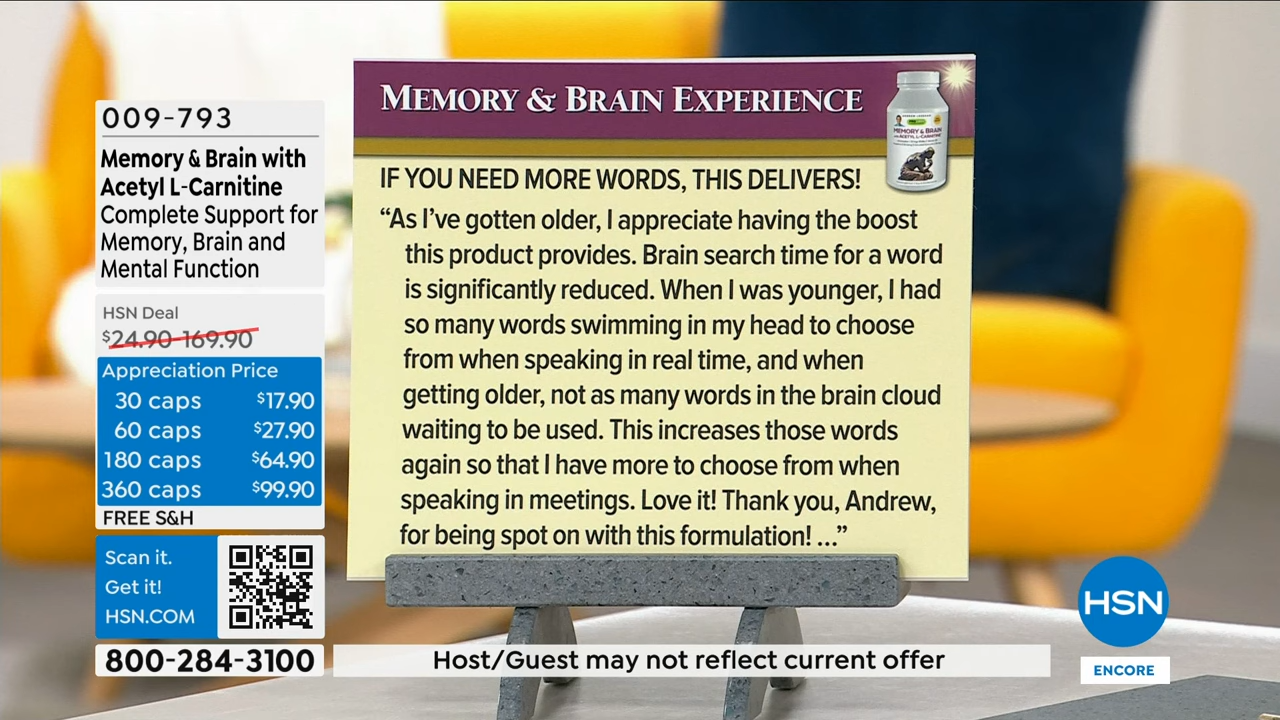 009-793
Memory & Brain with
Acetyl L-Carnitine
Complete Support for
Memory, Brain and
Mental Function
HSN Deal
$24.90-169.90
Appreciation Price
30 caps $17.90
60 caps $27.90
180 caps $64.90
360 caps $99.90
FREE S&H
Scan it.
Get it!
HSN.COM
800-284-3100
MEMORY & BRAIN EXPERIENCE
MEMORY & BRAIN
WITH ACETYL L-CARNITINE
IF YOU NEED MORE WORDS, THIS DELIVERS!
“As I’ve gotten older, I appreciate having the boost
this product provides. Brain search time for a word
is significantly reduced. When I was younger, I had
so many words swimming in my head to choose
from when speaking in real time, and when
getting older, not as many words in the brain cloud
waiting to be used. This increases those words
again so that I have more to choose from when
speaking in meetings. Love it! Thank you, Andrew,
for being spot on with this formulation! ...”
Host/Guest may not reflect current offer
HSN
ENCORE